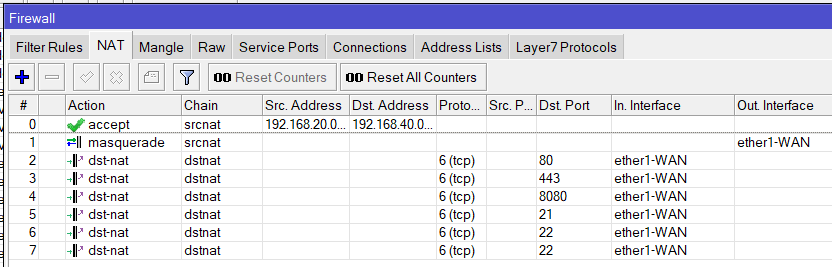 Firewall
Filter Rules NAT Mangle Raw Service Ports Connections Address Lists Layer7 Protocols
00 Reset Counters 00 Reset All Counters
# Action Chain Src. Address Dst. Address Proto... Src. P... Dst. Port In. Interface Out. Interface
0 accept srcnat 192.168.20.0... 192.168.40.0...
1 masquerade srcnat ether1-WAN
2 dst-nat dstnat 6 (tcp) 80 ether1-WAN
3 dst-nat dstnat 6 (tcp) 443 ether1-WAN
4 dst-nat dstnat 6 (tcp) 8080 ether1-WAN
5 dst-nat dstnat 6 (tcp) 21 ether1-WAN
6 dst-nat dstnat 6 (tcp) 22 ether1-WAN
7 dst-nat dstnat 6 (tcp) 22 ether1-WAN